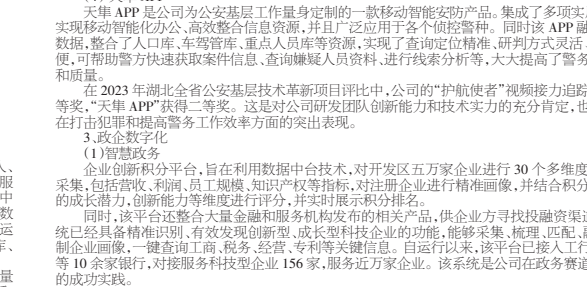 天隼 APP 是公司为公安基层工作量身定制的一款移动智能安防产品。集成了多项实
实现移动智能化办公、高效整合信息资源,并且广泛应用于各个侦控警种。同时该 APP 融
数据,整合了人口库、车驾管库、重点人员库等资源,实现了查询定位精准、研判方式灵活
便,可帮助警方快速获取案件信息、查询嫌疑人员资料、进行线索分析等,大大提高了警务
和质量。
在 2023 年湖北全省公安基层技术革新项目评比中,公司的“护航使者”视频接力追踪
等奖,“天隼 APP”获得二等奖。这是对公司研发团队创新能力和技术实力的充分肯定,也
在打击犯罪和提高警务工作效率方面的突出表现。
3、政企数字化
(1)智慧政务
企业创新积分平台,旨在利用数据中台技术,对开发区五万家企业进行 30 个多维度
采集,包括营收、利润、员工规模、知识产权等指标,对注册企业进行精准画像,并结合积分
的成长潜力,创新能力等维度进行评分,并实时展示积分排名。
同时,该平台还整合大量金融和服务机构发布的相关产品,供企业方寻找投融资渠道
统已经具备精准识别、有效发现创新型、成长型科技企业的功能,能够采集、梳理、匹配、
制企业画像,一键查询工商、税务、经营、专利等关键信息。自运行以来,该平台已接入工行
等 10 余家银行,对接服务科技型企业 156 家,服务近万家企业。该系统是公司在政务赛道
的成功实践。
人、
服
中
数
运
库、
量